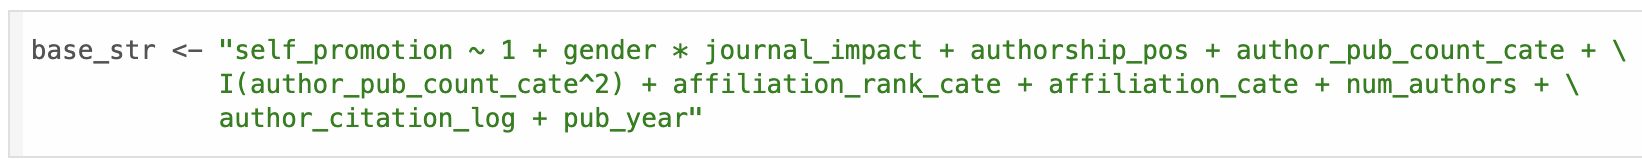 base_str <- "self_promotion ~ 1 + gender * journal_impact + authorship_pos + author_pub_count_cate + \
I(author_pub_count_cate^2) + affiliation_rank_cate + affiliation_cate + num_authors + \
author_citation_log + pub_year"